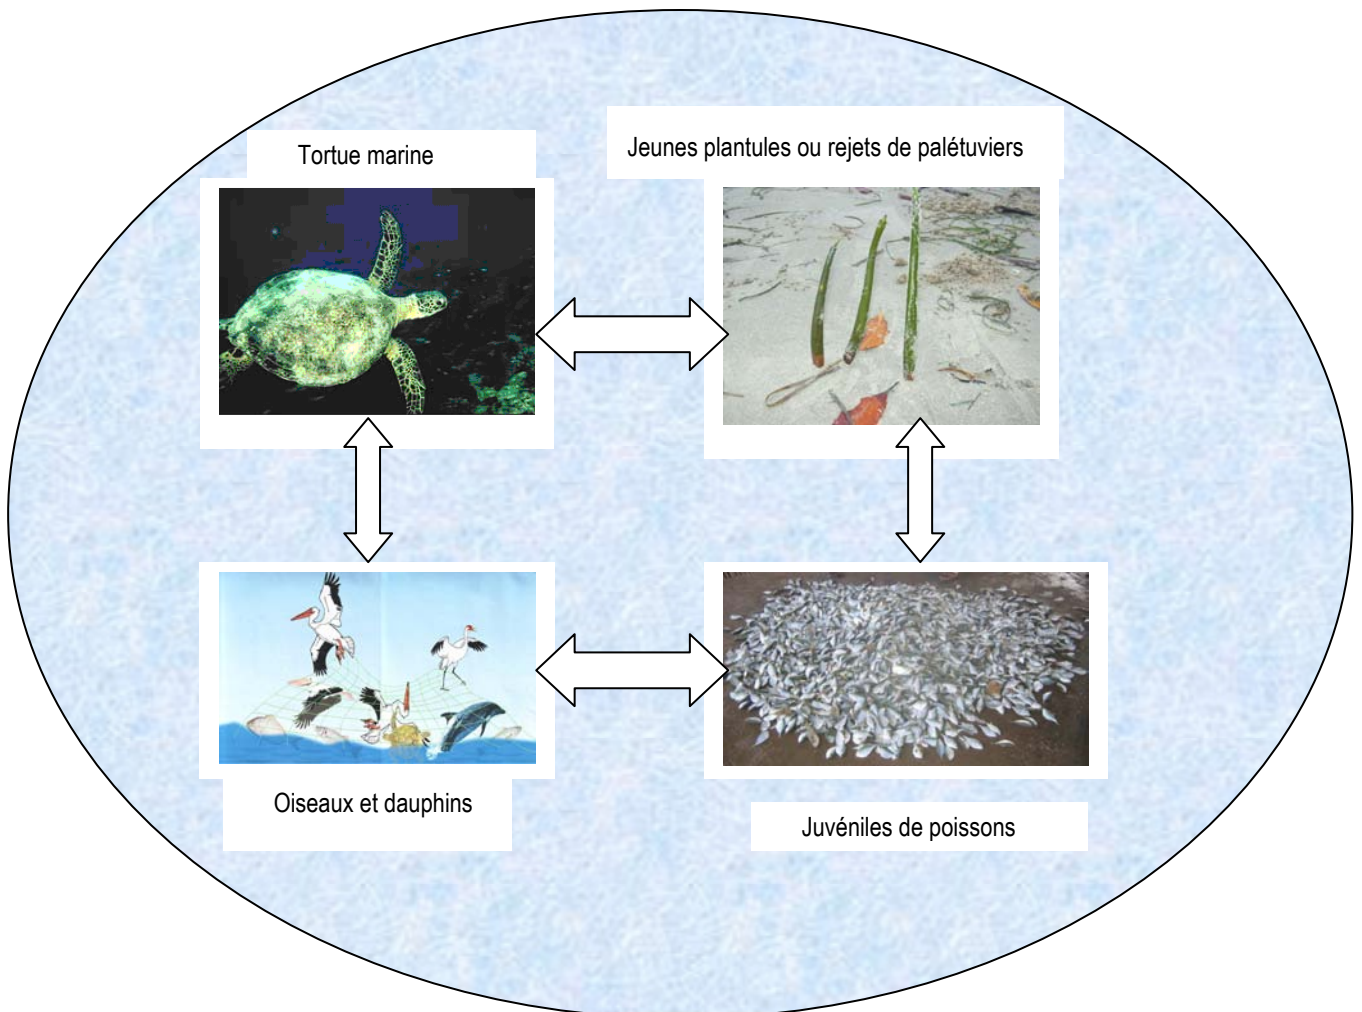 Tortue marine
Jeunes plantules ou rejets de palétuviers
Oiseaux et dauphins
Juvéniles de poissons